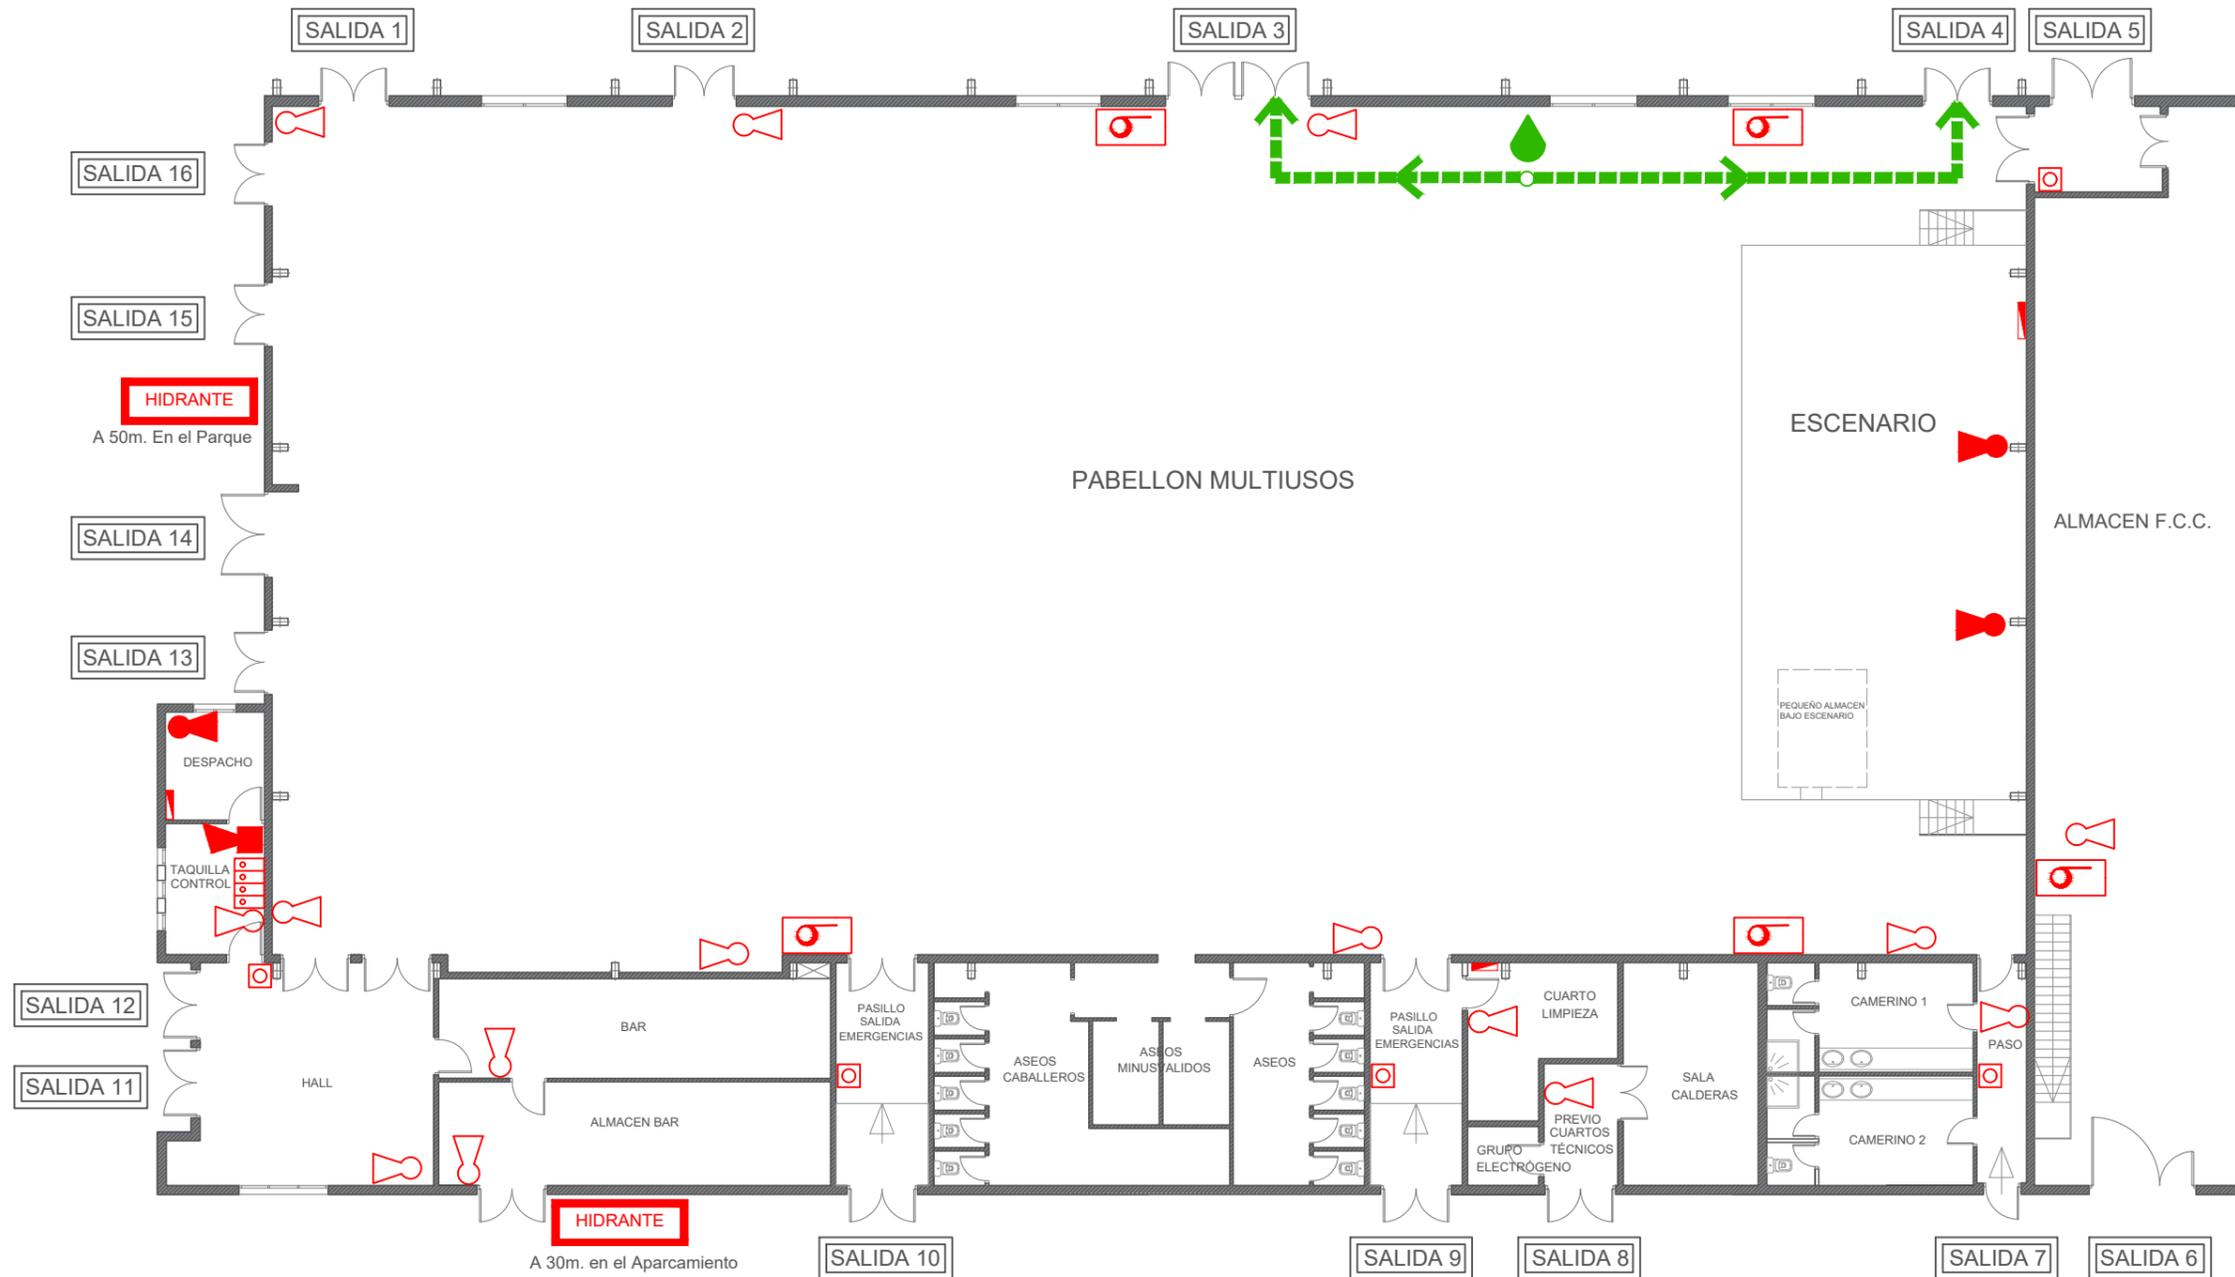 SALIDA 1
SALIDA 2
SALIDA 3
SALIDA 4
SALIDA 5
SALIDA 16
SALIDA 15
HIDRANTE
A 50m. En el Parque
ESCENARIO
PABELLON MULTIUSOS
ALMACEN F.C.C.
SALIDA 14
SALIDA 13
PEQUEÑO ALMACEN
BAJO ESCENARIO
DESPACHO
TAQUILLA
CONTROL
SALIDA 12
SALIDA 11
HALL
BAR
ALMACEN BAR
PASILLO
SALIDA
EMERGENCIAS
ASEOS
CABALLEROS
ASEOS
MINUSVALIDOS
ASEOS
PASILLO
SALIDA
EMERGENCIAS
CUARTO
LIMPIEZA
PREVIO
CUARTOS
TÉCNICOS
GRUPO
ELECTRÓGENO
SALA
CALDERAS
CAMERINO 1
CAMERINO 2
PASO
HIDRANTE
A 30m. en el Aparcamiento
SALIDA 10
SALIDA 9
SALIDA 8
SALIDA 7
SALIDA 6